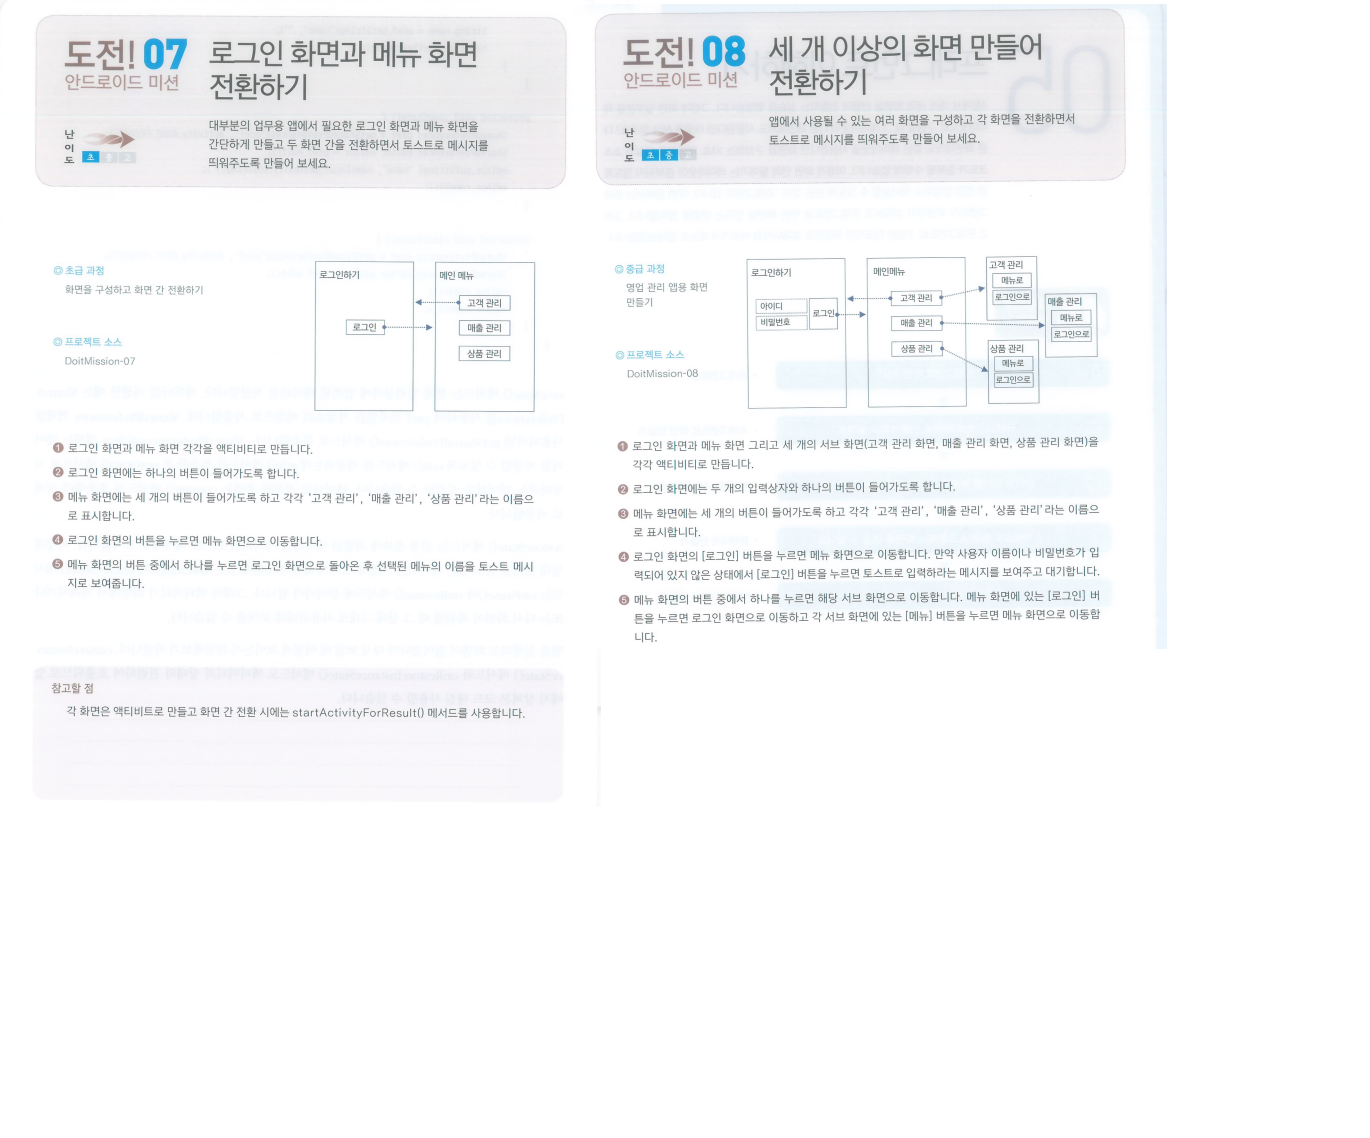 도전! 07
안드로이드 미션
로그인 화면과 메뉴 화면
전환하기
난이도
초 중 고
대부분의 업무용 앱에서 필요한 로그인 화면과 메뉴 화면을
간단하게 만들고 두 화면 간을 전환하면서 토스트로 메시지를
띄워주도록 만들어 보세요.
◎ 초급 과정
화면을 구성하고 화면 간 전환하기
◎ 프로젝트 소스
DoitMission-07
로그인하기
로그인
메인 메뉴
고객 관리
매출 관리
상품 관리
❶ 로그인 화면과 메뉴 화면 각각을 액티비티로 만듭니다.
❷ 로그인 화면에는 하나의 버튼이 들어가도록 합니다.
❸ 메뉴 화면에는 세 개의 버튼이 들어가도록 하고 각각 ‘고객 관리’, ‘매출 관리’, ‘상품 관리’라는 이름으
로 표시합니다.
❹ 로그인 화면의 버튼을 누르면 메뉴 화면으로 이동합니다.
❺ 메뉴 화면의 버튼 중에서 하나를 누르면 로그인 화면으로 돌아온 후 선택된 메뉴의 이름을 토스트 메시
지로 보여줍니다.
참고할 점
각 화면은 액티비트로 만들고 화면 간 전환 시에는 startActivityForResult() 메서드를 사용합니다.
도전! 08
안드로이드 미션
세 개 이상의 화면 만들어
전환하기
난이도
초 중 고
앱에서 사용될 수 있는 여러 화면을 구성하고 각 화면을 전환하면서
토스트로 메시지를 띄워주도록 만들어 보세요.
◎ 중급 과정
영업 관리 앱용 화면
만들기
◎ 프로젝트 소스
DoitMission-08
로그인하기
아이디
비밀번호
로그인
메인메뉴
고객 관리
매출 관리
상품 관리
고객 관리
메뉴로
로그인으로
매출 관리
메뉴로
로그인으로
상품 관리
메뉴로
로그인으로
❶ 로그인 화면과 메뉴 화면 그리고 세 개의 서브 화면(고객 관리 화면, 매출 관리 화면, 상품 관리 화면)을
각각 액티비티로 만듭니다.
❷ 로그인 화면에는 두 개의 입력상자와 하나의 버튼이 들어가도록 합니다.
❸ 메뉴 화면에는 세 개의 버튼이 들어가도록 하고 각각 ‘고객 관리’, ‘매출 관리’, ‘상품 관리’라는 이름으
로 표시합니다.
❹ 로그인 화면의 [로그인] 버튼을 누르면 메뉴 화면으로 이동합니다. 만약 사용자 이름이나 비밀번호가 입
력되어 있지 않은 상태에서 [로그인] 버튼을 누르면 토스트로 입력하라는 메시지를 보여주고 대기합니다.
❺ 메뉴 화면의 버튼 중에서 하나를 누르면 해당 서브 화면으로 이동합니다. 메뉴 화면에 있는 [로그인] 버
튼을 누르면 로그인 화면으로 이동하고 각 서브 화면에 있는 [메뉴] 버튼을 누르면 메뉴 화면으로 이동합
니다.